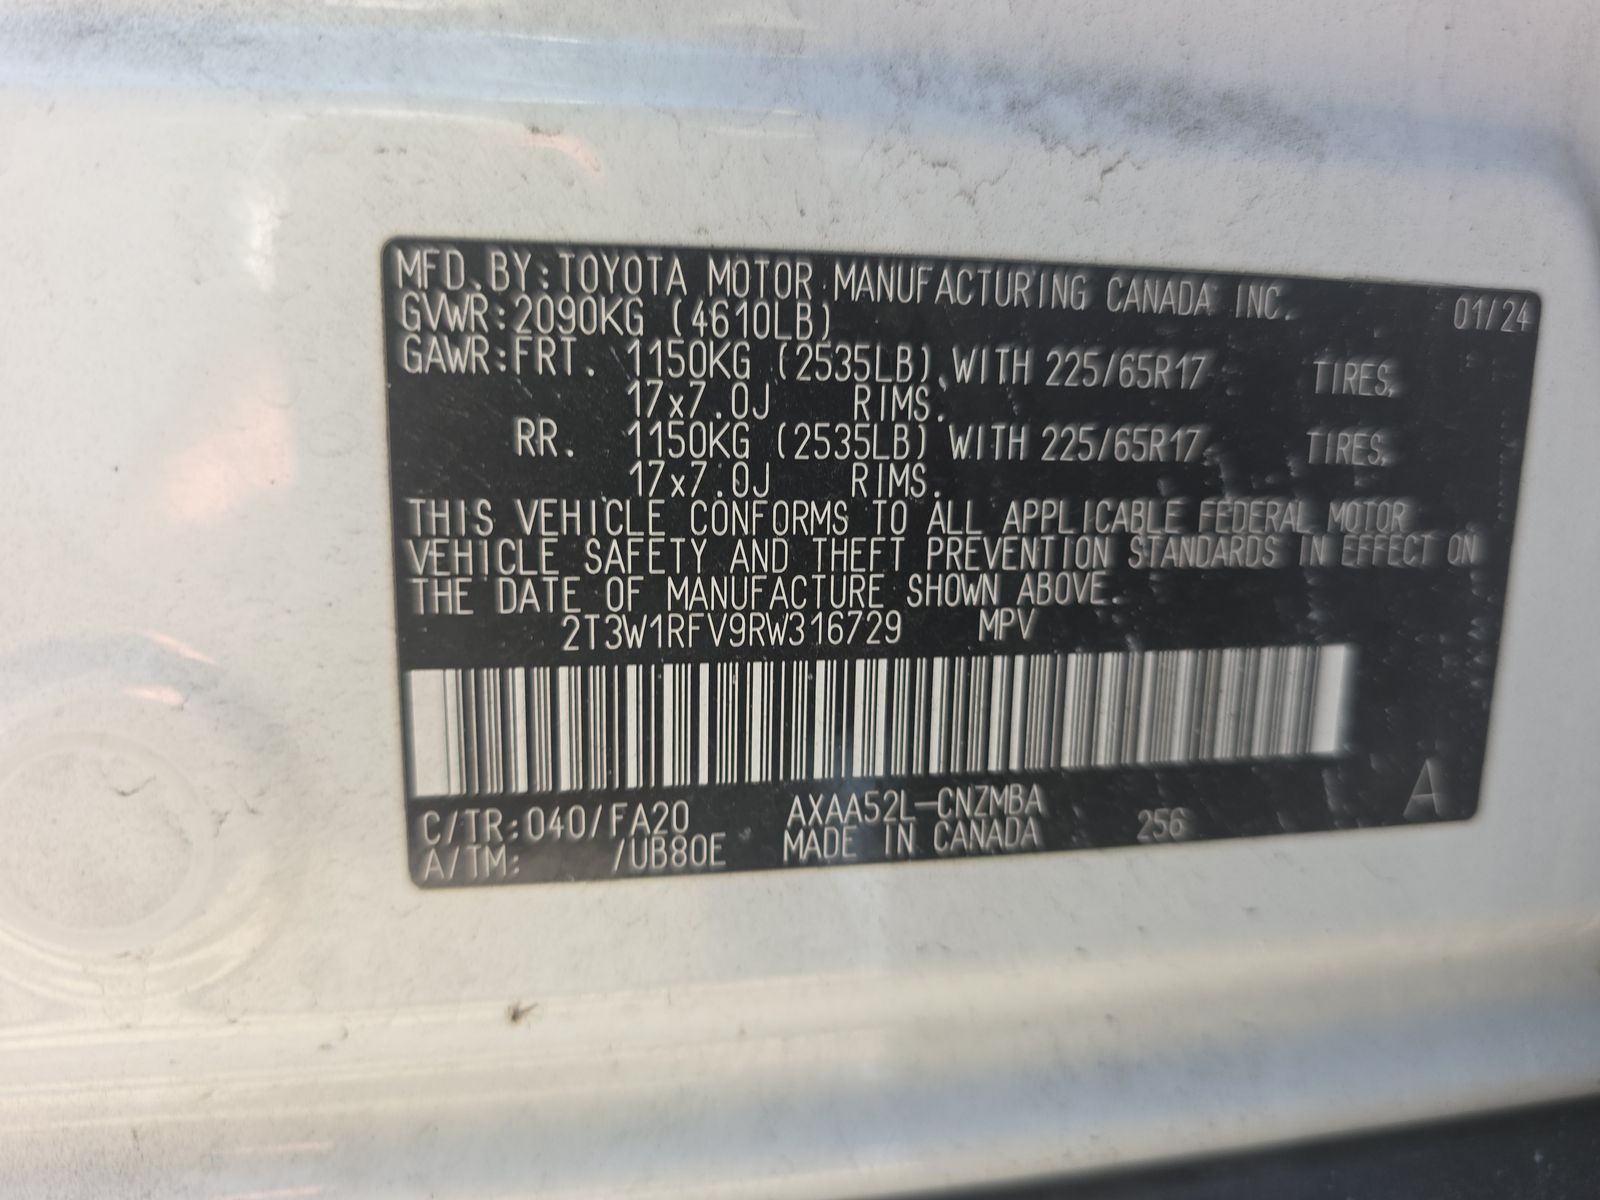 MFD. BY: TOYOTA MOTOR MANUFACTURING CANADA INC. 01/24
GVWR: 2090KG (4610LB)
GAWR: FRT. 1150KG (2535LB) WITH 225/65R17 TIRES,
17x7.0J RIMS.
RR. 1150KG (2535LB) WITH 225/65R17 TIRES,
17x7.0J RIMS.
THIS VEHICLE CONFORMS TO ALL APPLICABLE FEDERAL MOTOR
VEHICLE SAFETY AND THEFT PREVENTION STANDARDS IN EFFECT ON
THE DATE OF MANUFACTURE SHOWN ABOVE.
2T3W1RFV9RW316729 MPV
C/TR: 040/FA20 AXAA52L-CNZMBA 256 A
A/TM: /UB80E MADE IN CANADA